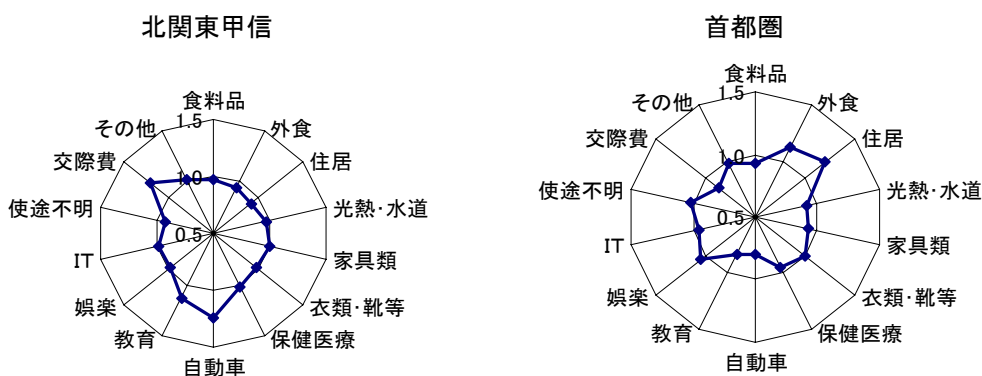 北関東甲信
食料品
外食
住居
光熱・水道
家具類
衣類・靴等
保健医療
自動車
教育
娯楽
IT
使途不明
交際費
その他
1.5
1.0
0.5
首都圏
食料品
外食
住居
光熱・水道
家具類
衣類・靴等
保健医療
自動車
教育
娯楽
IT
使途不明
交際費
その他
1.5
1.0
0.5